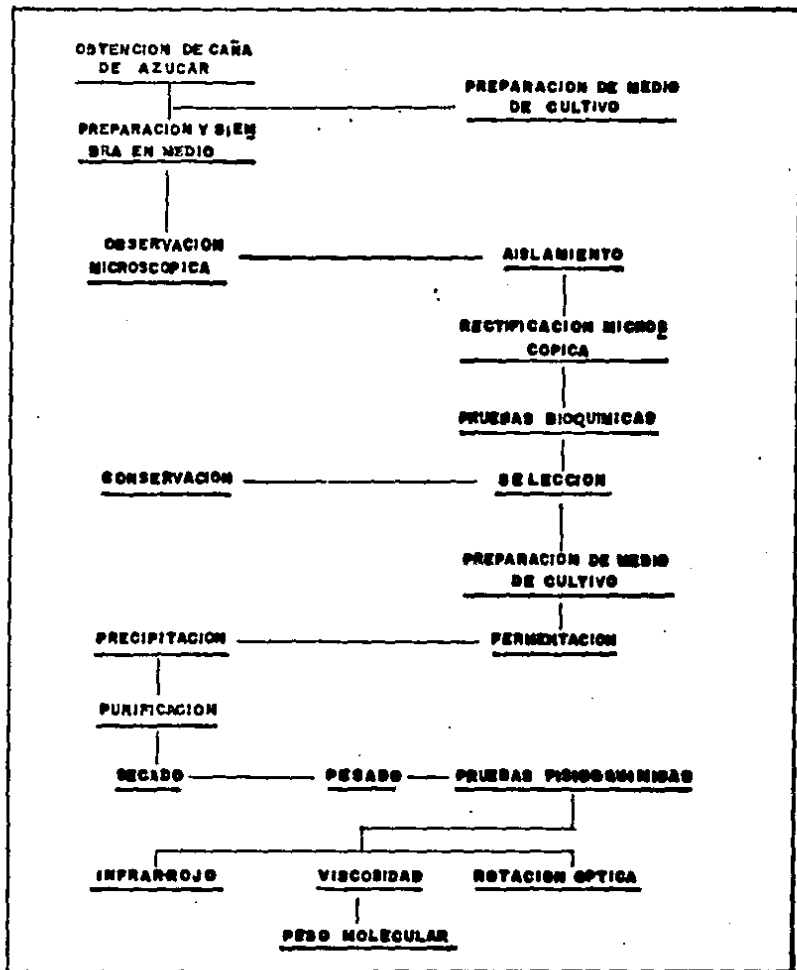 OBTENCION DE CAÑA
DE AZUCAR
PREPARACION DE MEDIO
DE CULTIVO
PREPARACION Y SIEM
BRA EN MEDIO
OBSERVACION
MICROSCOPICA
AISLAMIENTO
RECTIFICACION MICROS
COPICA
PRUEBAS BIOQUIMICAS
CONSERVACION
SELECCION
PREPARACION DE MEDIO
DE CULTIVO
PRECIPITACION
FERMENTACION
PURIFICACION
SECADO
PESADO
PRUEBAS FISICOQUIMICAS
INFRARROJO
VISCOSIDAD
ROTACION OPTICA
PESO MOLECULAR